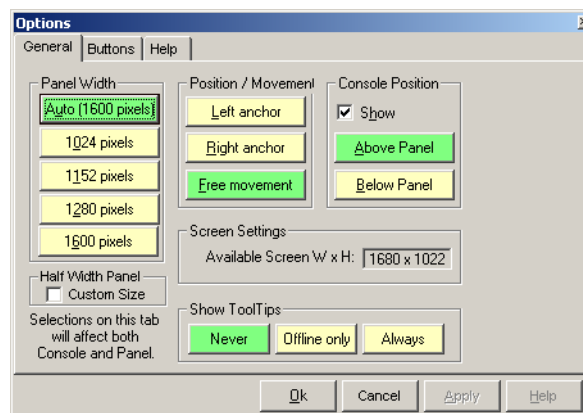 Options
General Buttons Help
Panel Width
Auto (1600 pixels)
1024 pixels
1152 pixels
1280 pixels
1600 pixels
Half Width Panel
Custom Size
Selections on this tab
will affect both
Console and Panel.
Position / Movement
Left anchor
Right anchor
Free movement
Console Position
Show
Above Panel
Below Panel
Screen Settings
Available Screen W x H: 1680 x 1022
Show ToolTips
Never Offline only Always
Ok Cancel Apply Help